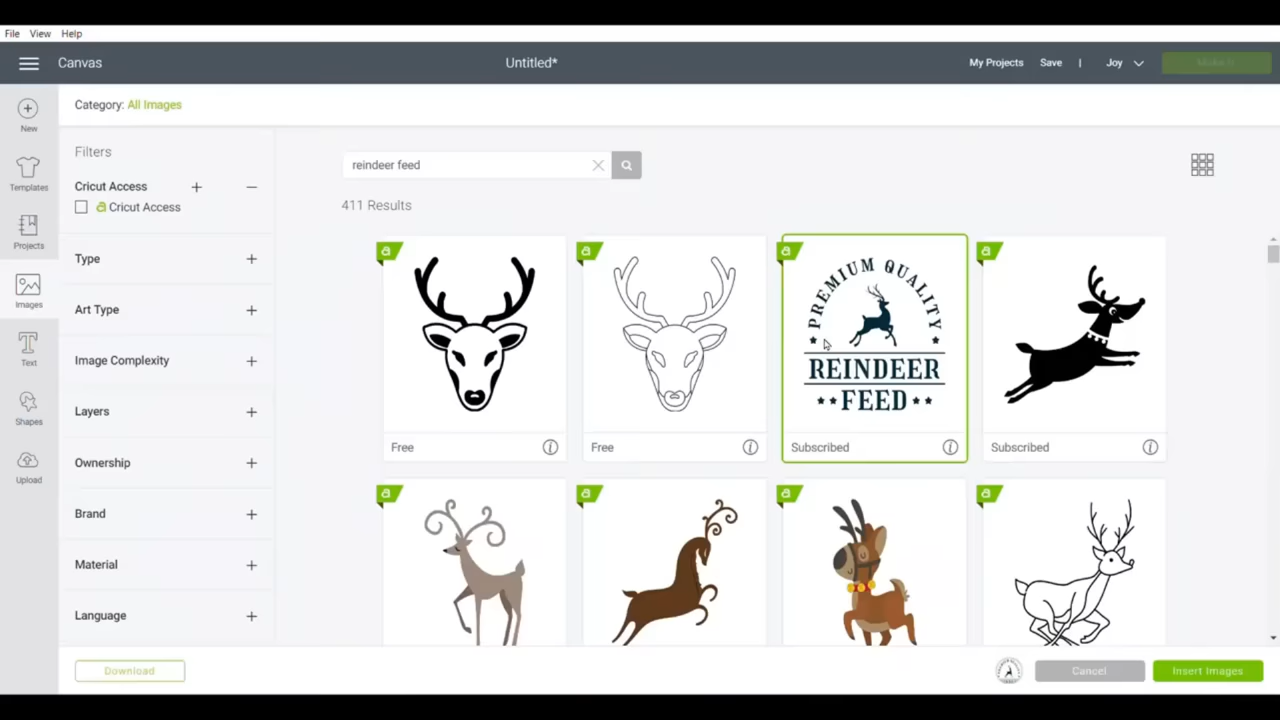 File View Help
Canvas
Untitled*
My Projects Save | Joy
New
Templates
Projects
Images
Text
Shapes
Upload
Category: All Images
Filters
Cricut Access
a Cricut Access
Type
Art Type
Image Complexity
Layers
Ownership
Brand
Material
Language
reindeer feed
411 Results
a
Free
a
Free
a
PREMIUM QUALITY
REINDEER
FEED
Subscribed
a
Subscribed
a
a
a
a
Download
Cancel
Insert Images